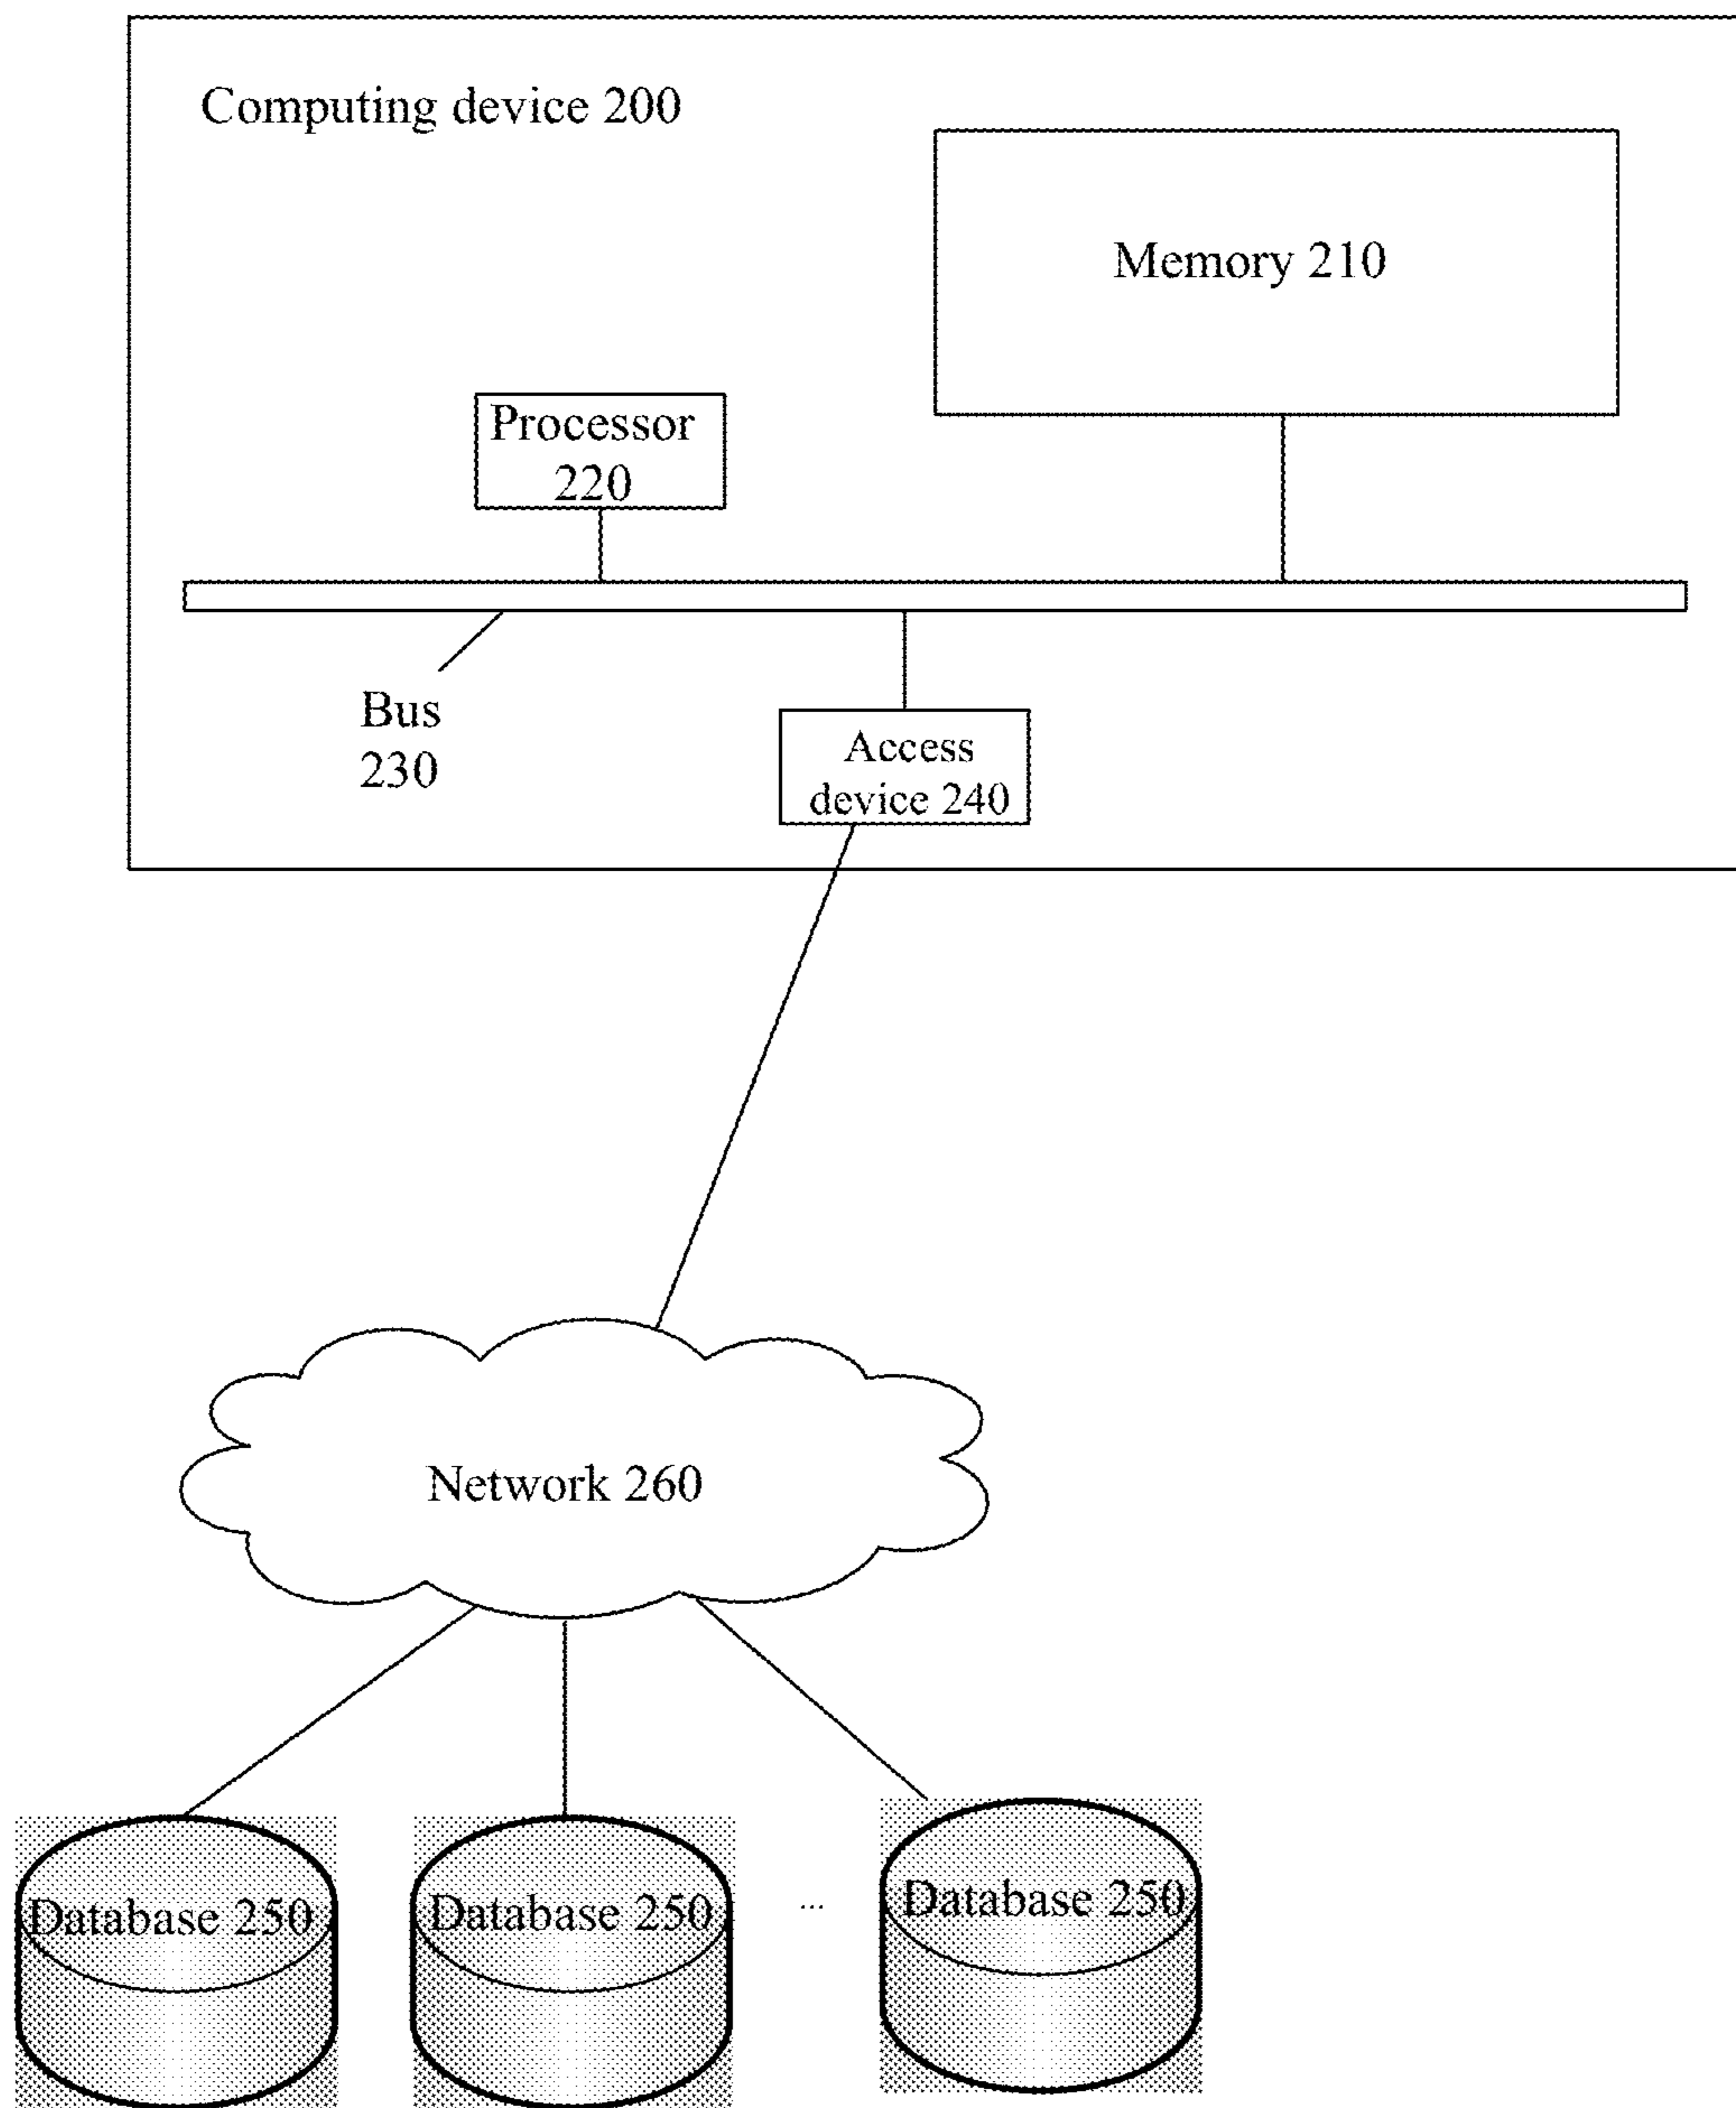 Computing device 200
Memory 210
Processor
220
Bus
230
Access
device 240
Network 260
Database 250
Database 250
...
Database 250